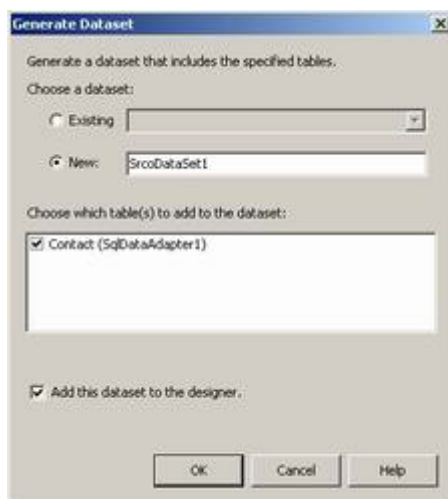 Generate Dataset
Generate a dataset that includes the specified tables.
Choose a dataset:
Existing
New: SrcoDataSet1
Choose which table(s) to add to the dataset:
Contact (SqlDataAdapter1)
Add this dataset to the designer.
OK Cancel Help